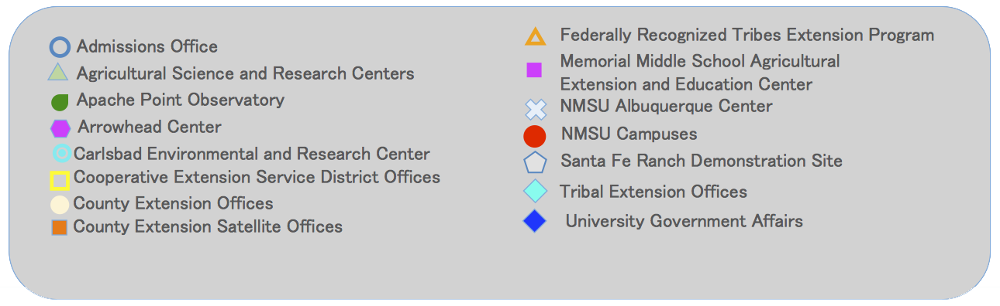 Admissions Office
Agricultural Science and Research Centers
Apache Point Observatory
Arrowhead Center
Carlsbad Environmental and Research Center
Cooperative Extension Service District Offices
County Extension Offices
County Extension Satellite Offices
Federally Recognized Tribes Extension Program
Memorial Middle School Agricultural
Extension and Education Center
NMSU Albuquerque Center
NMSU Campuses
Santa Fe Ranch Demonstration Site
Tribal Extension Offices
University Government Affairs